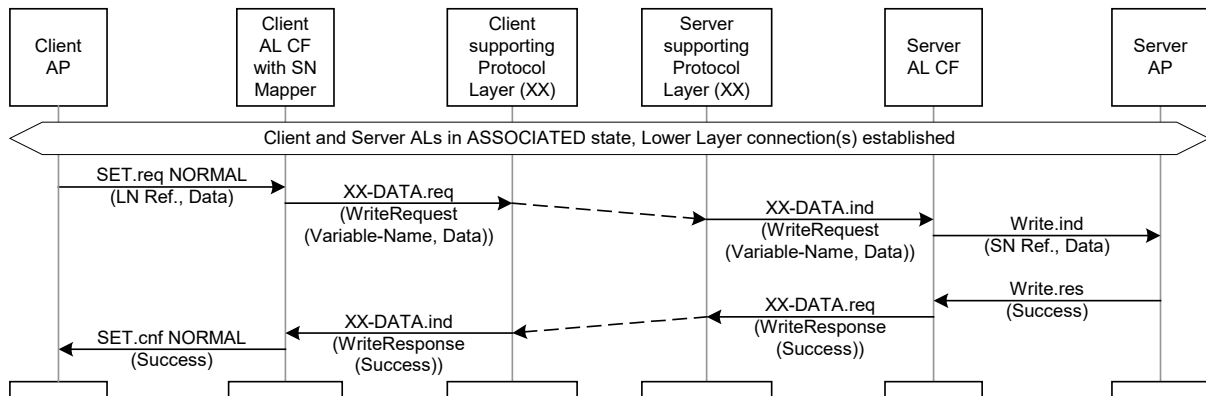 Client
AP
Client
AL CF
with SN
Mapper
Client
supporting
Protocol
Layer (XX)
Server
supporting
Protocol
Layer (XX)
Server
AL CF
Server
AP
Client and Server ALs in ASSOCIATED state, Lower Layer connection(s) established
SET.req NORMAL
(LN Ref., Data)
XX-DATA.req
(WriteRequest
(Variable-Name, Data))
XX-DATA.ind
(WriteRequest
(Variable-Name, Data))
Write.ind
(SN Ref., Data)
Write.res
(Success)
XX-DATA.req
(WriteResponse
(Success))
XX-DATA.ind
(WriteResponse
(Success))
SET.cnf NORMAL
(Success)